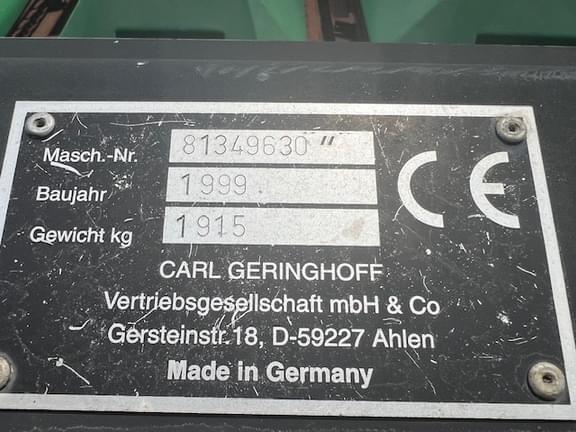 Masch.-Nr. 81349630 "
Baujahr 1999
Gewicht kg 1915
CE
CARL GERINGHOFF
Vertriebsgesellschaft mbH & Co
Gersteinstr.18, D-59227 Ahlen
Made in Germany